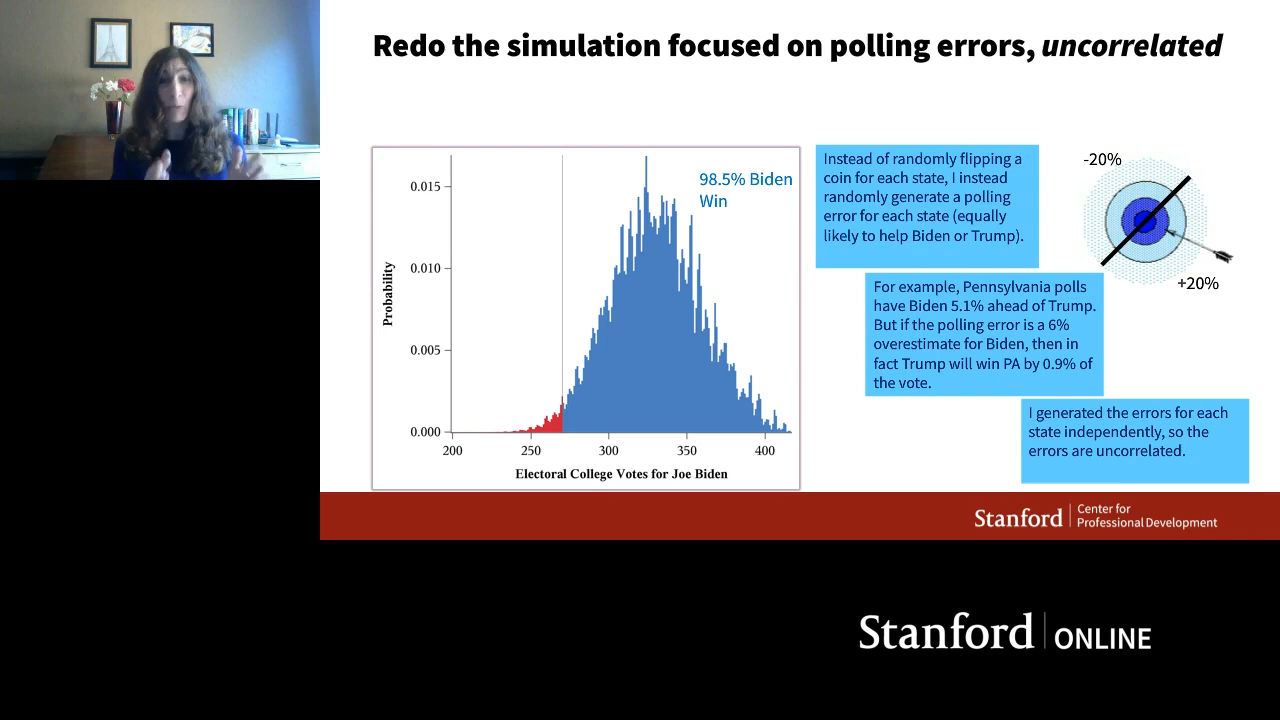 Redo the simulation focused on polling errors, uncorrelated
98.5% Biden
Win
0.015
0.010
0.005
0.000
Probability
200
250
300
350
400
Electoral College Votes for Joe Biden
Instead of randomly flipping a
coin for each state, I instead
randomly generate a polling
error for each state (equally
likely to help Biden or Trump).
-20%
+20%
For example, Pennsylvania polls
have Biden 5.1% ahead of Trump.
But if the polling error is a 6%
overestimate for Biden, then in
fact Trump will win PA by 0.9% of
the vote.
I generated the errors for each
state independently, so the
errors are uncorrelated.
Stanford
Center for
Professional Development
Stanford ONLINE